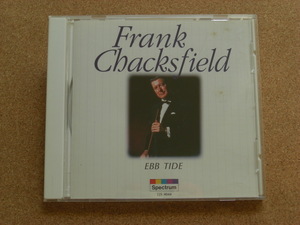 Frank
Chacksfield
EBB TIDE
Spectrum